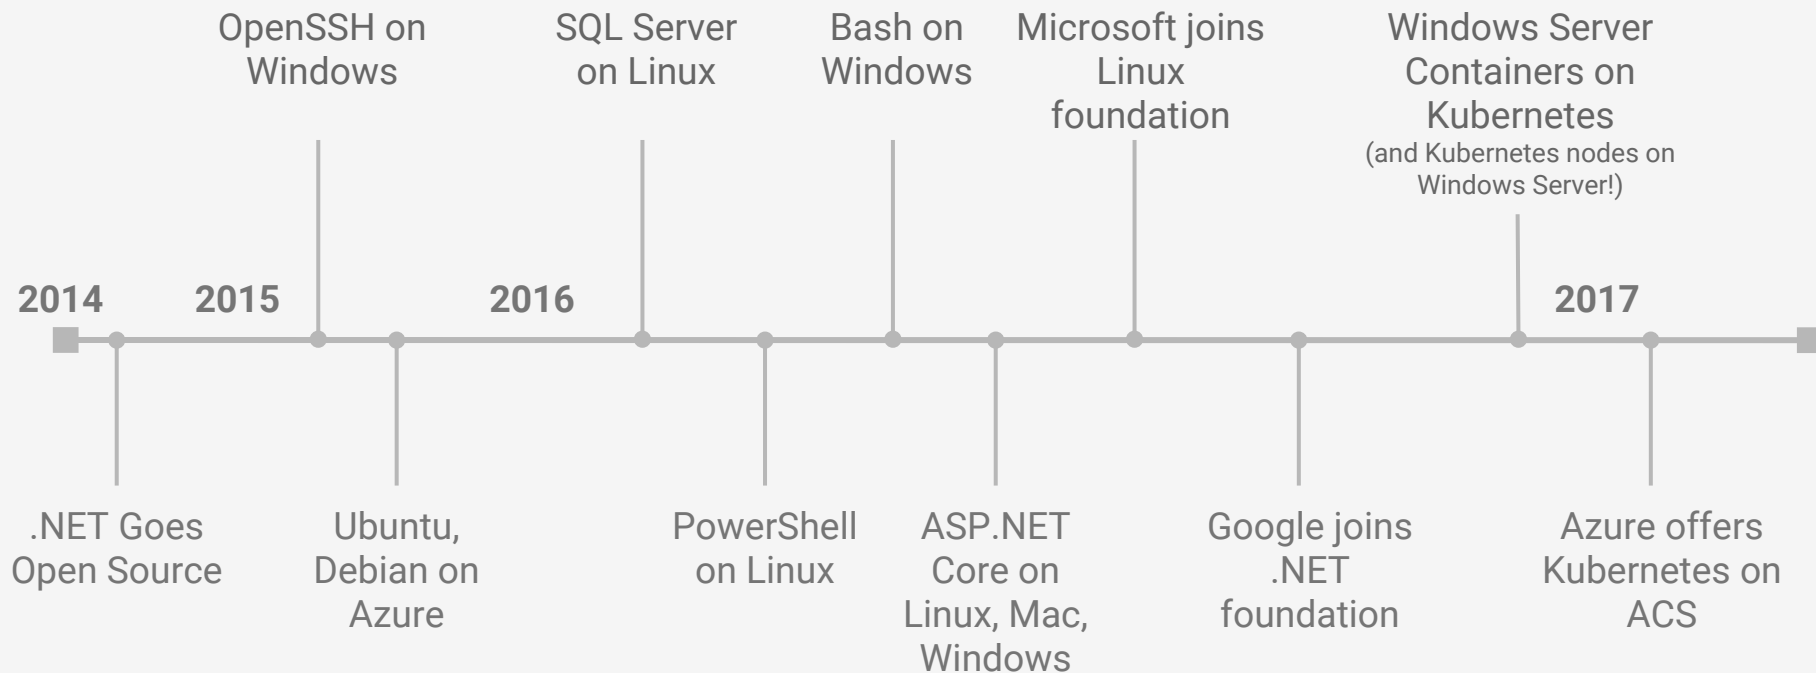 OpenSSH on
Windows
SQL Server
on Linux
Bash on
Windows
Microsoft joins
Linux
foundation
Windows Server
Containers on
Kubernetes
(and Kubernetes nodes on
Windows Server!)
2014
2015
2016
2017
.NET Goes
Open Source
Ubuntu,
Debian on
Azure
PowerShell
on Linux
ASP.NET
Core on
Linux, Mac,
Windows
Google joins
.NET
foundation
Azure offers
Kubernetes on
ACS